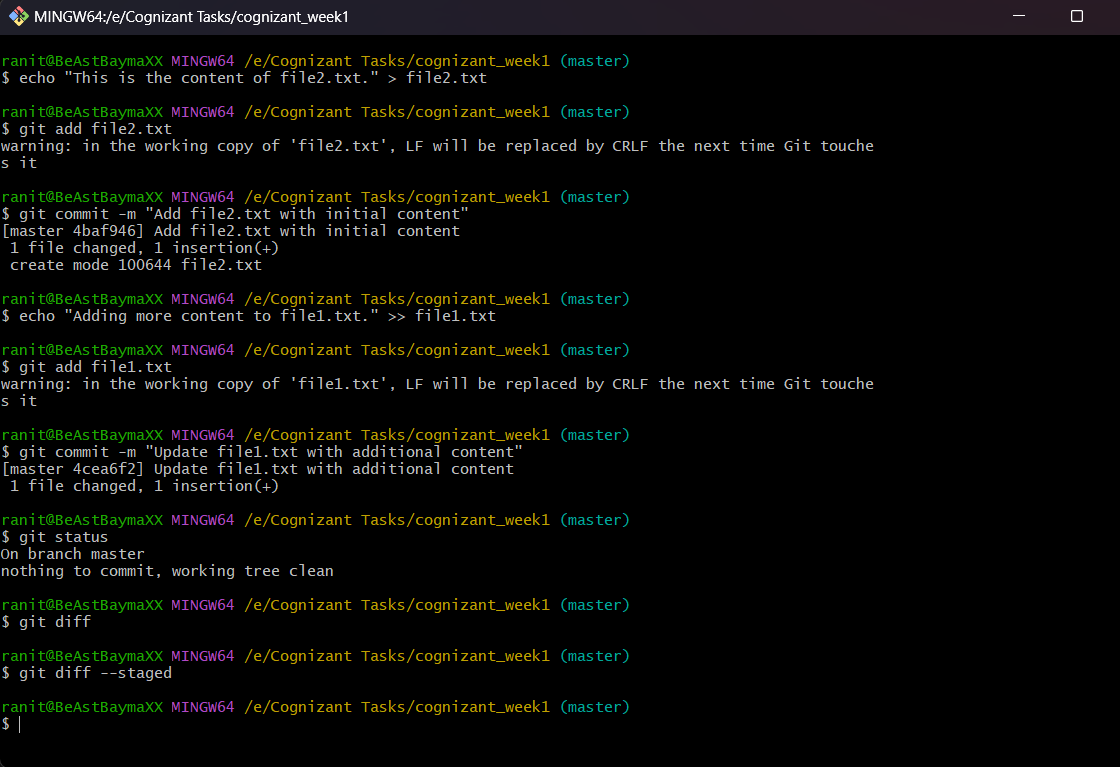 MINGW64:/e/Cognizant Tasks/cognizant_week1
ranit@BeAstBaymaXX MINGW64 /e/Cognizant Tasks/cognizant_week1 (master)
$ echo "This is the content of file2.txt." > file2.txt
ranit@BeAstBaymaXX MINGW64 /e/Cognizant Tasks/cognizant_week1 (master)
$ git add file2.txt
warning: in the working copy of 'file2.txt', LF will be replaced by CRLF the next time Git touche
s it
ranit@BeAstBaymaXX MINGW64 /e/Cognizant Tasks/cognizant_week1 (master)
$ git commit -m "Add file2.txt with initial content"
[master 4baf946] Add file2.txt with initial content
 1 file changed, 1 insertion(+)
 create mode 100644 file2.txt
ranit@BeAstBaymaXX MINGW64 /e/Cognizant Tasks/cognizant_week1 (master)
$ echo "Adding more content to file1.txt." >> file1.txt
ranit@BeAstBaymaXX MINGW64 /e/Cognizant Tasks/cognizant_week1 (master)
$ git add file1.txt
warning: in the working copy of 'file1.txt', LF will be replaced by CRLF the next time Git touche
s it
ranit@BeAstBaymaXX MINGW64 /e/Cognizant Tasks/cognizant_week1 (master)
$ git commit -m "Update file1.txt with additional content"
[master 4cea6f2] Update file1.txt with additional content
 1 file changed, 1 insertion(+)
ranit@BeAstBaymaXX MINGW64 /e/Cognizant Tasks/cognizant_week1 (master)
$ git status
On branch master
nothing to commit, working tree clean
ranit@BeAstBaymaXX MINGW64 /e/Cognizant Tasks/cognizant_week1 (master)
$ git diff
ranit@BeAstBaymaXX MINGW64 /e/Cognizant Tasks/cognizant_week1 (master)
$ git diff --staged
ranit@BeAstBaymaXX MINGW64 /e/Cognizant Tasks/cognizant_week1 (master)
$